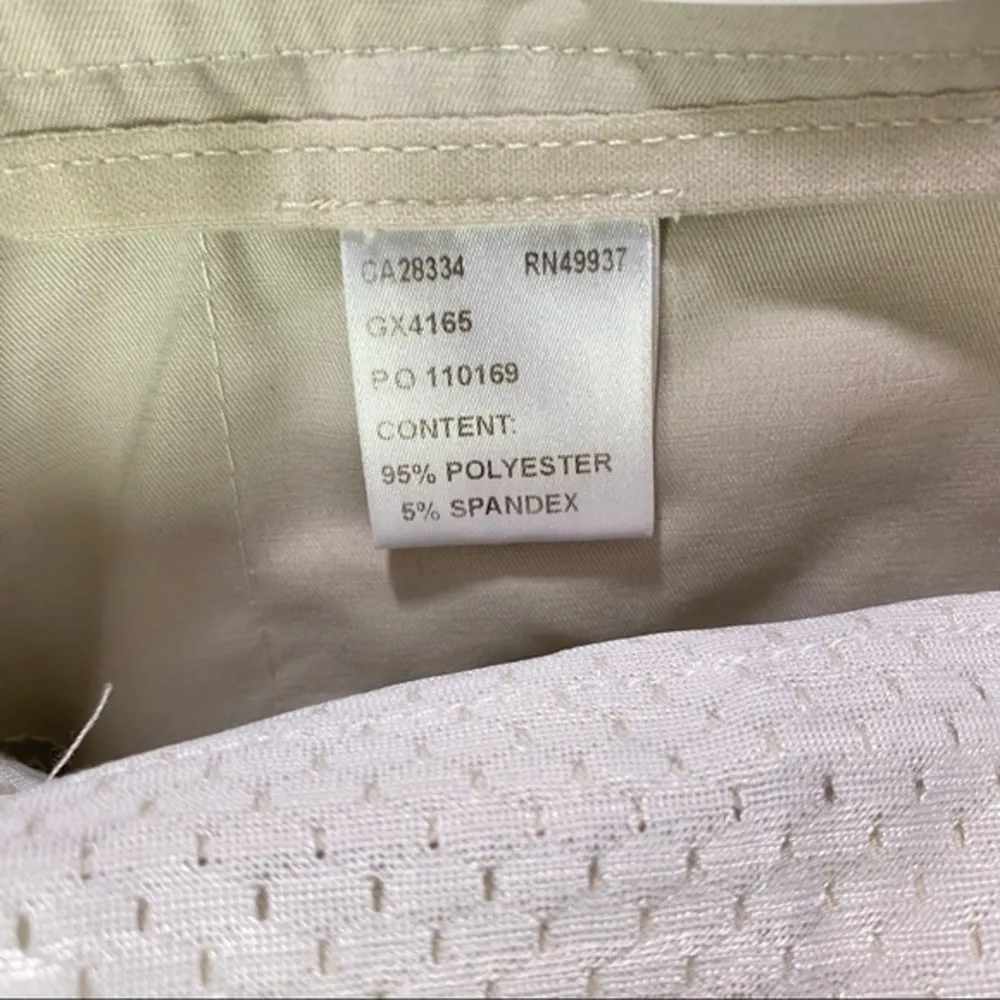 CA28334 RN49937
GX4165
PO 110169
CONTENT:
95% POLYESTER
5% SPANDEX